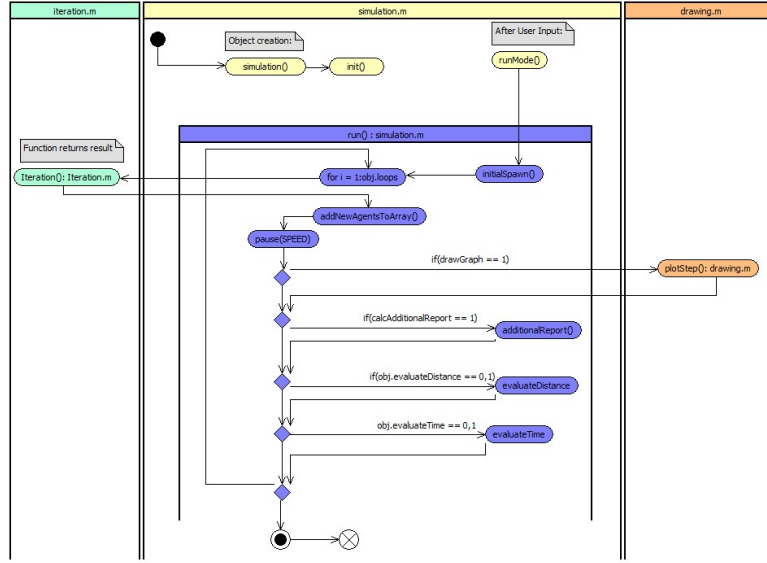 iteration.m
simulation.m
drawing.m
Object creation:
After User Input:
simulation()
init()
runMode()
run() : simulation.m
Function returns result
Iteration(): Iteration.m
for i = 1:obj.loops
initialSpawn()
addNewAgentsToArray()
pause(SPEED)
if(drawGraph == 1)
plotStep(): drawing.m
if(calcAdditionalReport == 1)
additionalReport()
if(obj.evaluateDistance == 0,1)
evaluateDistance
obj.evaluateTime == 0,1
evaluateTime